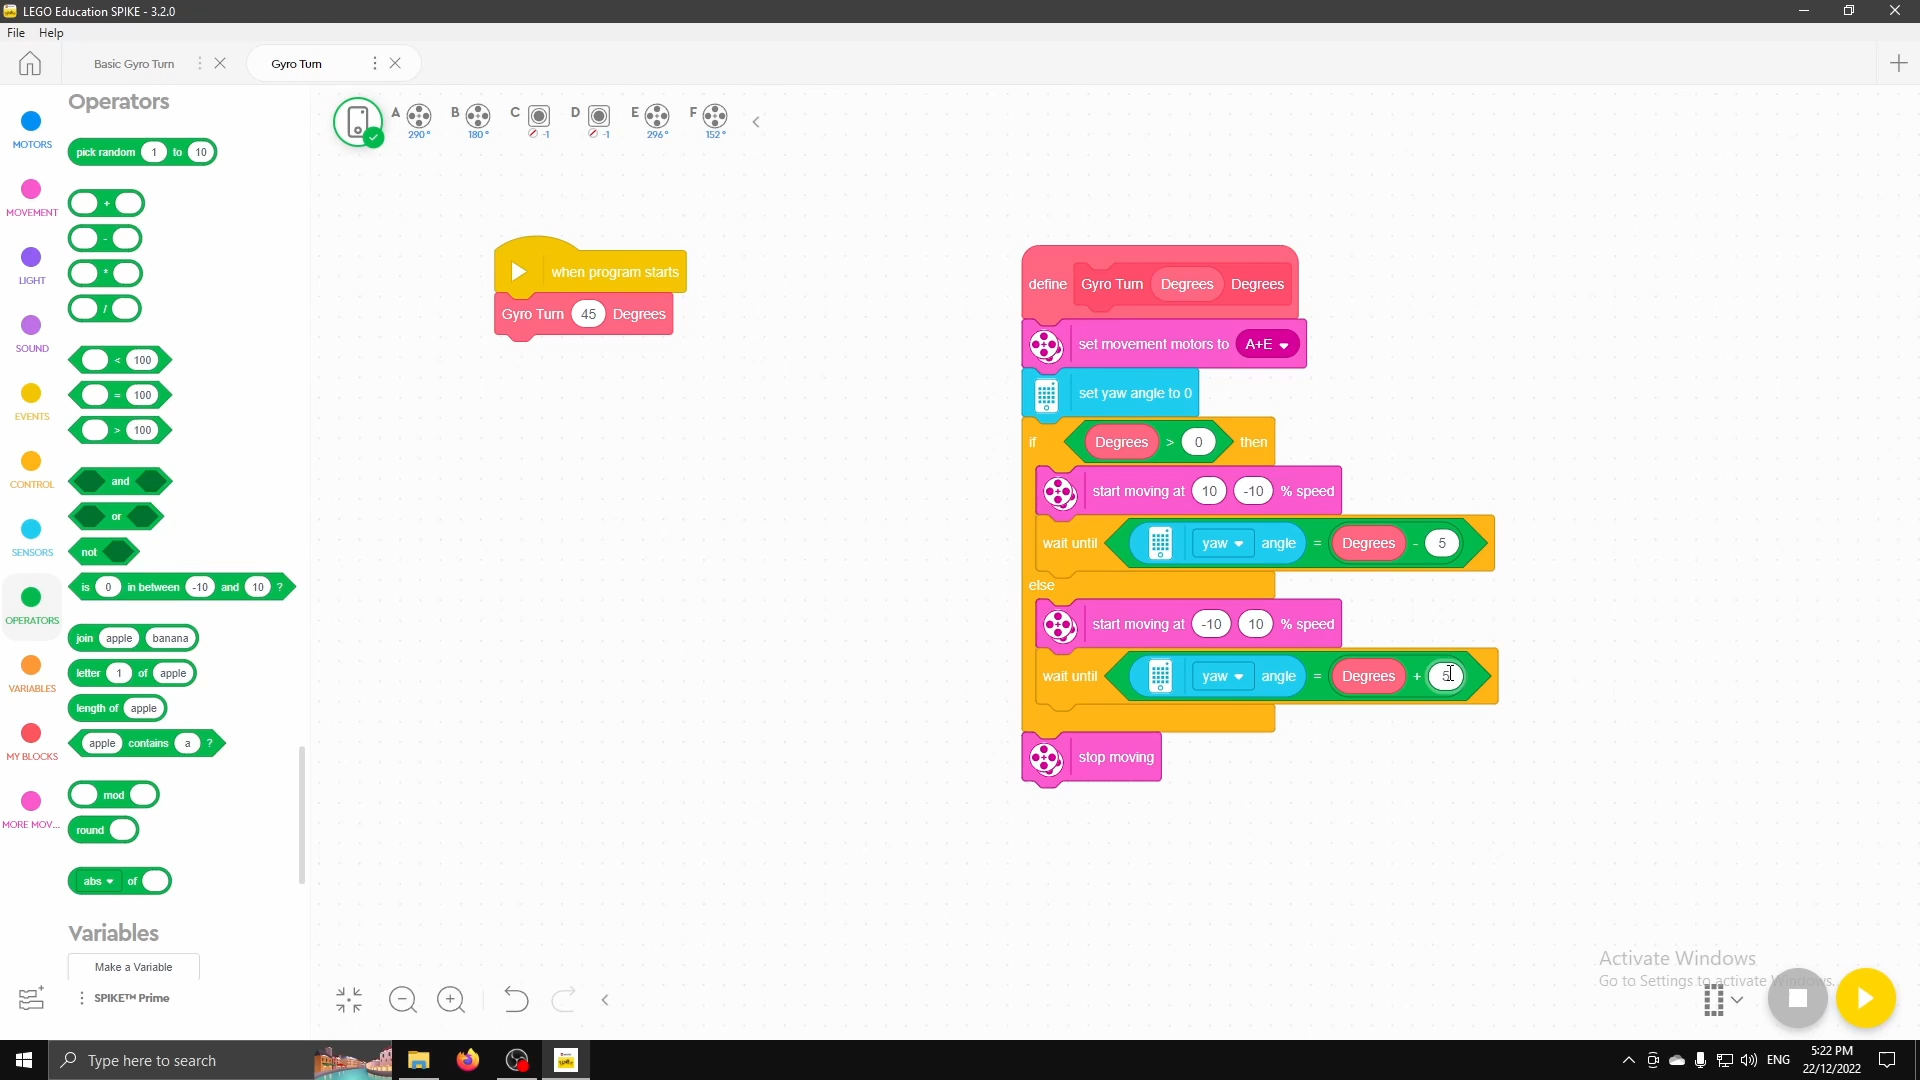 LEGO Education SPIKE - 3.2.0
File Help
Basic Gyro Turn
Gyro Turn
Operators
A B C D E F
290° 180° -1 -1 296° 152°
MOTORS
MOVEMENT
LIGHT
SOUND
EVENTS
CONTROL
SENSORS
OPERATORS
VARIABLES
MY BLOCKS
MORE MOV...
pick random 1 to 10
+
-
*
/
< 100
= 100
> 100
and
or
not
is 0 in between -10 and 10 ?
join apple banana
letter 1 of apple
length of apple
apple contains a ?
mod
round
abs of
Variables
Make a Variable
SPIKE™ Prime
when program starts
Gyro Turn 45 Degrees
define Gyro Turn Degrees Degrees
set movement motors to A+E
set yaw angle to 0
if Degrees > 0 then
start moving at 10 -10 % speed
wait until yaw angle = Degrees - 5
else
start moving at -10 10 % speed
wait until yaw angle = Degrees + 5
stop moving
Activate Windows
Go to Settings to activate Windows.
Type here to search
ENG
5:22 PM
22/12/2022